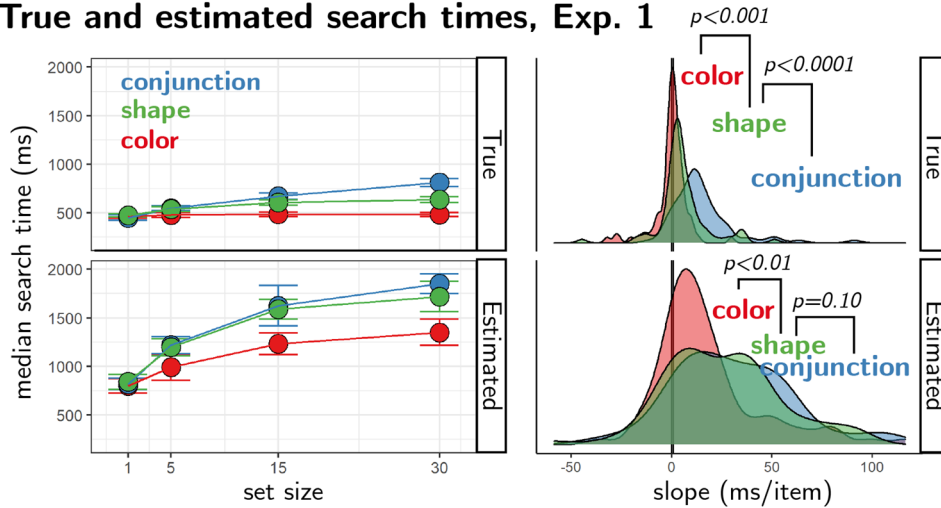 True and estimated search times, Exp. 1
median search time (ms)
2000
1500
1000
500
conjunction
shape
color
True
2000
1500
1000
500
Estimated
1
5
15
30
set size
p<0.001
color
p<0.0001
shape
conjunction
True
p<0.01
color
p=0.10
shape
conjunction
Estimated
-50
0
50
100
slope (ms/item)